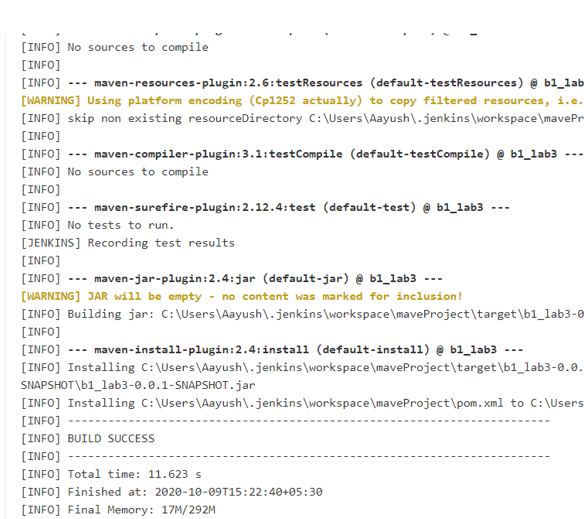 [INFO] No sources to compile
[INFO]
[INFO] --- maven-resources-plugin:2.6:testResources (default-testResources) @ b1_lab
[WARNING] Using platform encoding (Cp1252 actually) to copy filtered resources, i.e.
[INFO] skip non existing resourceDirectory C:\Users\Aayush\.jenkins\workspace\mavePr
[INFO]
[INFO] --- maven-compiler-plugin:3.1:testCompile (default-testCompile) @ b1_lab3 ---
[INFO] No sources to compile
[INFO]
[INFO] --- maven-surefire-plugin:2.12.4:test (default-test) @ b1_lab3 ---
[INFO] No tests to run.
[JENKINS] Recording test results
[INFO]
[INFO] --- maven-jar-plugin:2.4:jar (default-jar) @ b1_lab3 ---
[WARNING] JAR will be empty - no content was marked for inclusion!
[INFO] Building jar: C:\Users\Aayush\.jenkins\workspace\maveProject\target\b1_lab3-0
[INFO]
[INFO] --- maven-install-plugin:2.4:install (default-install) @ b1_lab3 ---
[INFO] Installing C:\Users\Aayush\.jenkins\workspace\maveProject\target\b1_lab3-0.0.
SNAPSHOT\b1_lab3-0.0.1-SNAPSHOT.jar
[INFO] Installing C:\Users\Aayush\.jenkins\workspace\maveProject\pom.xml to C:\Users
[INFO] ------------------------------------------------------------------------
[INFO] BUILD SUCCESS
[INFO] ------------------------------------------------------------------------
[INFO] Total time: 11.623 s
[INFO] Finished at: 2020-10-09T15:22:40+05:30
[INFO] Final Memory: 17M/292M